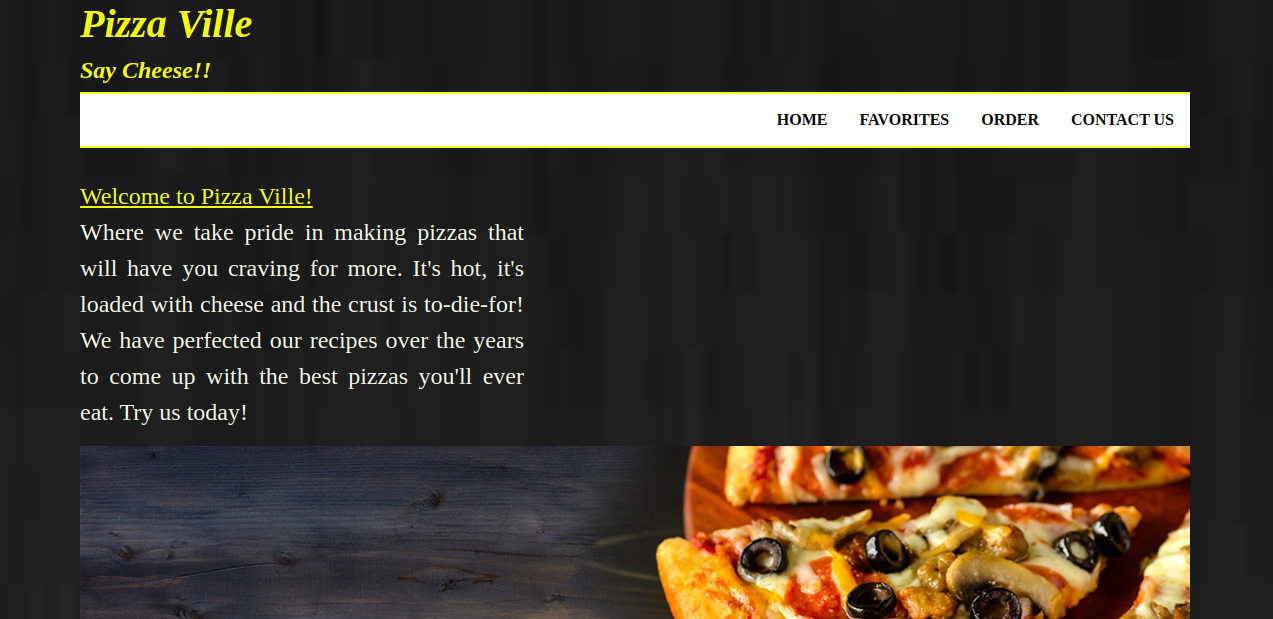 Pizza Ville
Say Cheese!!
HOME FAVORITES ORDER CONTACT US
Welcome to Pizza Ville!
Where we take pride in making pizzas that
will have you craving for more. It's hot, it's
loaded with cheese and the crust is to-die-for!
We have perfected our recipes over the years
to come up with the best pizzas you'll ever
eat. Try us today!